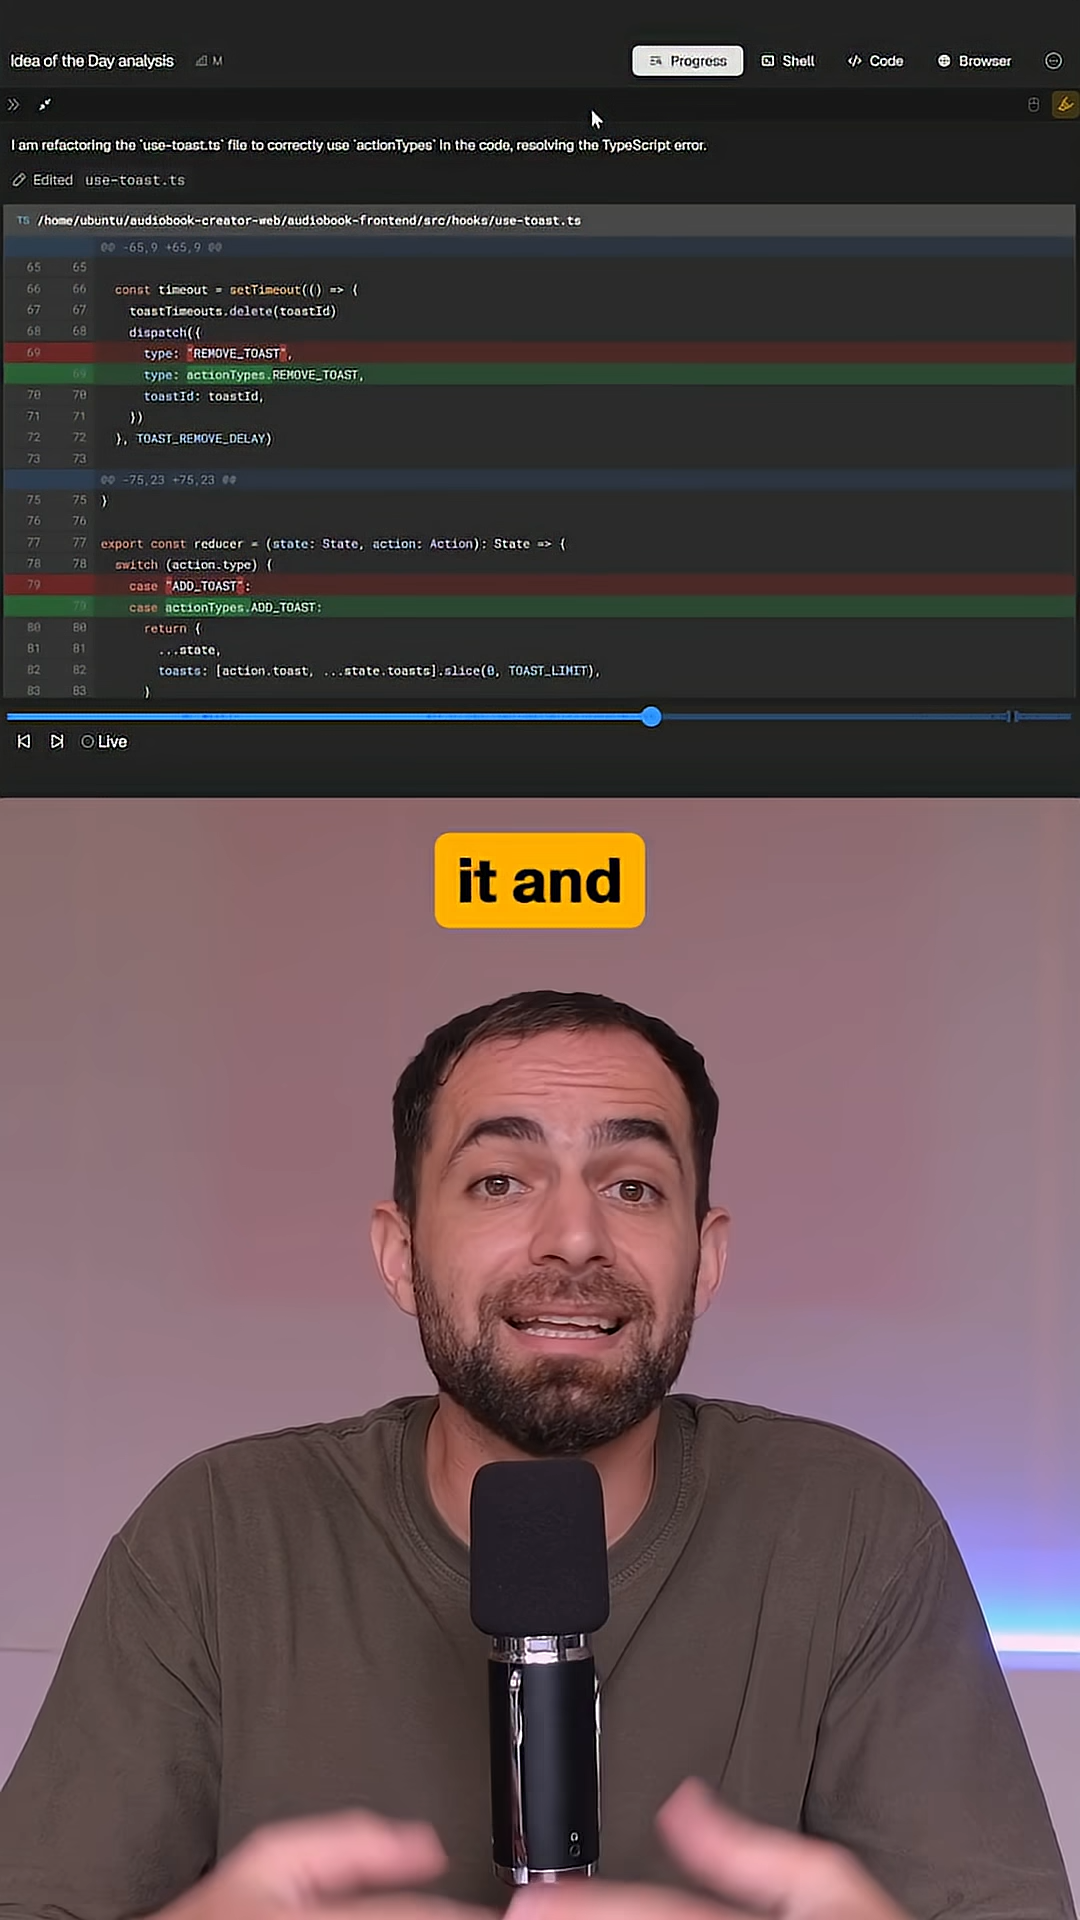 Idea of the Day analysis M Progress Shell Code Browser
I am refactoring the `use-toast.ts` file to correctly use `actionTypes` in the code, resolving the TypeScript error.
Edited use-toast.ts
TS /home/ubuntu/audiobook-creator-web/audiobook-frontend/src/hooks/use-toast.ts
@@ -65,9 +65,9 @@
65 65
66 66 const timeout = setTimeout(() => {
67 67 toastTimeouts.delete(toastId)
68 68 dispatch({
69 type: "REMOVE_TOAST",
69 type: actionTypes.REMOVE_TOAST,
70 70 toastId: toastId,
71 71 })
72 72 }, TOAST_REMOVE_DELAY)
73 73
@@ -75,23 +75,23 @@
75 75 }
76 76
77 77 export const reducer = (state: State, action: Action): State => {
78 78 switch (action.type) {
79 case "ADD_TOAST":
79 case actionTypes.ADD_TOAST:
80 80 return {
81 81 ...state,
82 82 toasts: [action.toast, ...state.toasts].slice(0, TOAST_LIMIT),
83 83 }
Live
it and